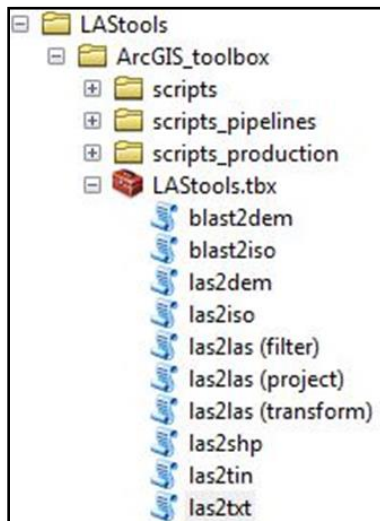 LAStools
ArcGIS_toolbox
scripts
scripts_pipelines
scripts_production
LAStools.tbx
blast2dem
blast2iso
las2dem
las2iso
las2las (filter)
las2las (project)
las2las (transform)
las2shp
las2tin
las2txt